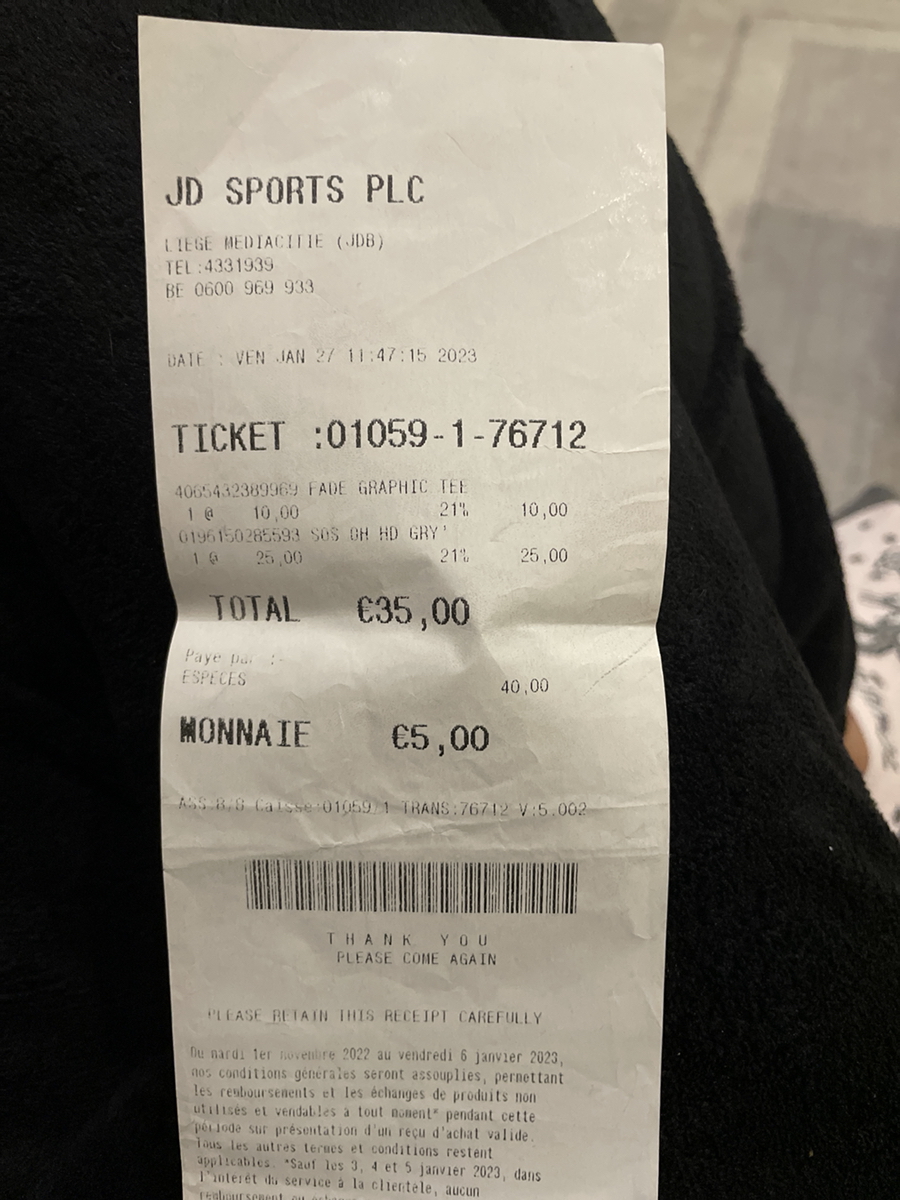 JD SPORTS PLC
LIEGE MEDIACITIE (JDB)
TEL :4331939
BE 0600 969 933
DATE : VEN JAN 27 11:47:15 2023
TICKET :01059-1-76712
4065432389969 FADE GRAPHIC TEE
1 @ 10,00 21% 10,00
0196150285593 SOS OH HD GRY'
1 @ 25,00 21% 25,00
TOTAL €35,00
Paye par :-
ESPECES 40,00
MONNAIE €5,00
Caisse:01059/1 TRANS:76712 V:5.002
THANK YOU
PLEASE COME AGAIN
PLEASE RETAIN THIS RECEIPT CAREFULLY
Du mardi 1er novembre 2022 au vendredi 6 janvier 2023,
nos conditions générales seront assouplies, permettant
les remboursements et les échanges de produits non
utilisés et vendables à tout moment* pendant cette
période sur présentation d'un reçu d'achat valide.
Tous les autres termes et conditions restent
applicables. *Sauf les 3, 4 et 5 janvier 2023, dans
l'intérêt du service à la clientèle, aucun